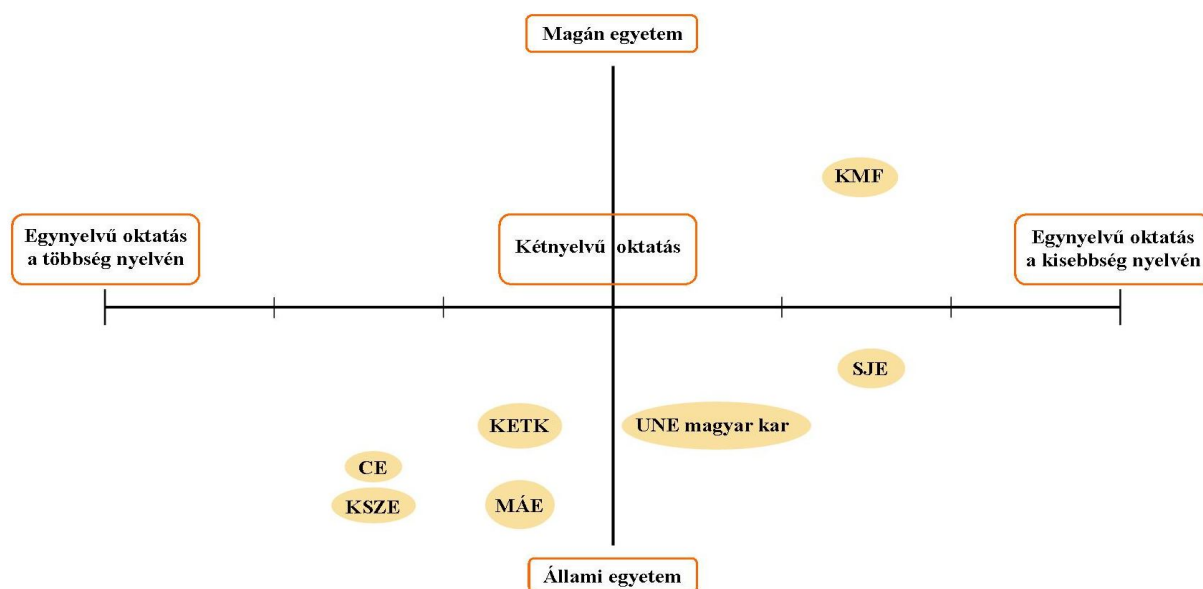 Magán egyetem
KMF
Egynyelvű oktatás
a többség nyelvén
Kétnyelvű oktatás
Egynyelvű oktatás
a kisebbség nyelvén
SJE
KETK
UNE magyar kar
CE
KSZE
MÁE
Állami egyetem